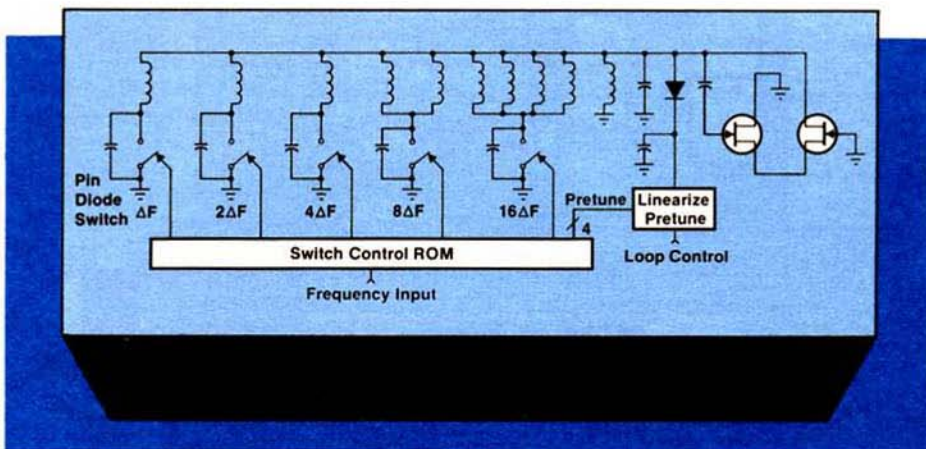 Pin
Diode
Switch
ΔF
2ΔF
4ΔF
8ΔF
16ΔF
Pretune
4
Linearize
Pretune
Loop Control
Switch Control ROM
Frequency Input